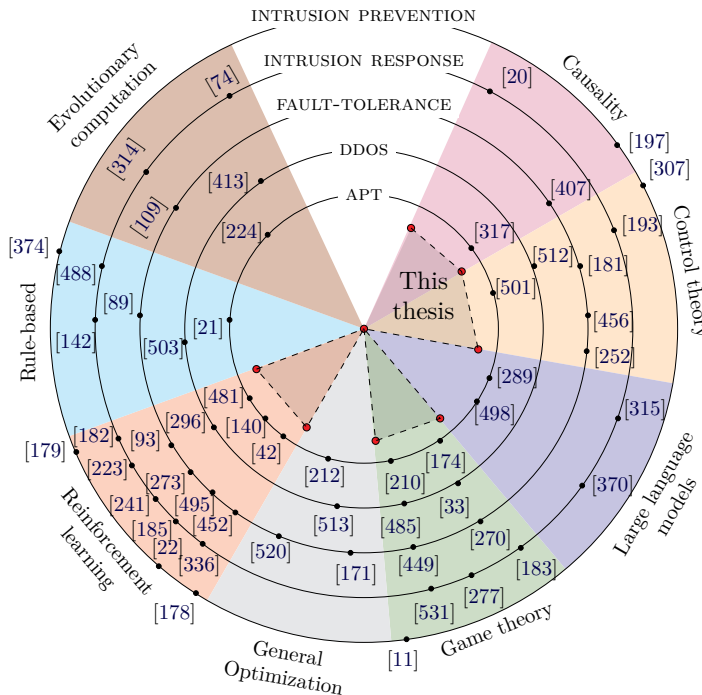 INTRUSION PREVENTION
INTRUSION RESPONSE
FAULT-TOLERANCE
DDOS
APT
Evolutionary
computation
[74]
[314]
[109]
[413]
[224]
Causality
[20]
[197]
[407]
[317]
Control theory
[307]
[193]
[512]
[181]
[501]
[456]
[252]
This
thesis
Rule-based
[374]
[488]
[89]
[142]
[503]
[21]
Large language
models
[289]
[498]
[315]
[370]
Reinforcement
learning
[481]
[140]
[42]
[296]
[182]
[93]
[179]
[223]
[273]
[241]
[495]
[185]
[452]
[22]
[336]
[178]
General
Optimization
[212]
[513]
[520]
[171]
Game theory
[174]
[210]
[33]
[485]
[270]
[449]
[183]
[277]
[531]
[11]